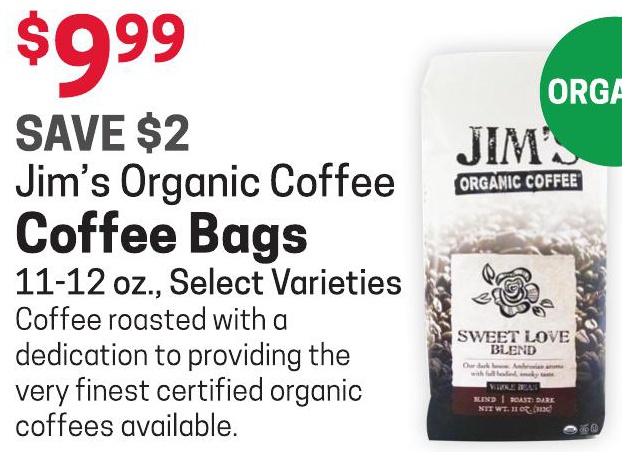 $9.99
SAVE $2
Jim's Organic Coffee
Coffee Bags
11-12 oz., Select Varieties
Coffee roasted with a
dedication to providing the
very finest certified organic
coffees available.
ORGA
JIM'S
ORGANIC COFFEE
SWEET LOVE
BLEND
Our dark house. Ambrosian aroma
with full bodied, smoky taste.
WHOLE BEAN
BLEND | ROAST: DARK
NET WT. 11 OZ. (312G)